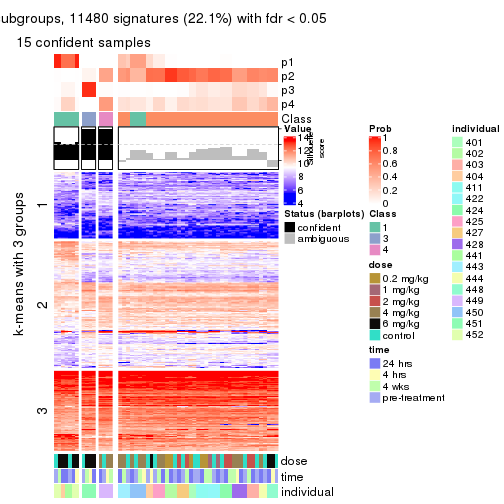 ubgroups, 11480 signatures (22.1%) with fdr < 0.05
15 confident samples
p1
p2
p3
p4
Class
k-means with 3 groups
1
2
3
dose
time
individual
Value
14
12
10
8
6
4
Silhouette
score
Status (barplots)
confident
ambiguous
Prob
1
0.8
0.6
0.4
0.2
0
Class
1
3
4
dose
0.2 mg/kg
1 mg/kg
2 mg/kg
4 mg/kg
6 mg/kg
control
time
24 hrs
4 hrs
4 wks
pre-treatment
individual
401
402
403
404
411
422
424
425
427
428
441
443
444
448
449
450
451
452